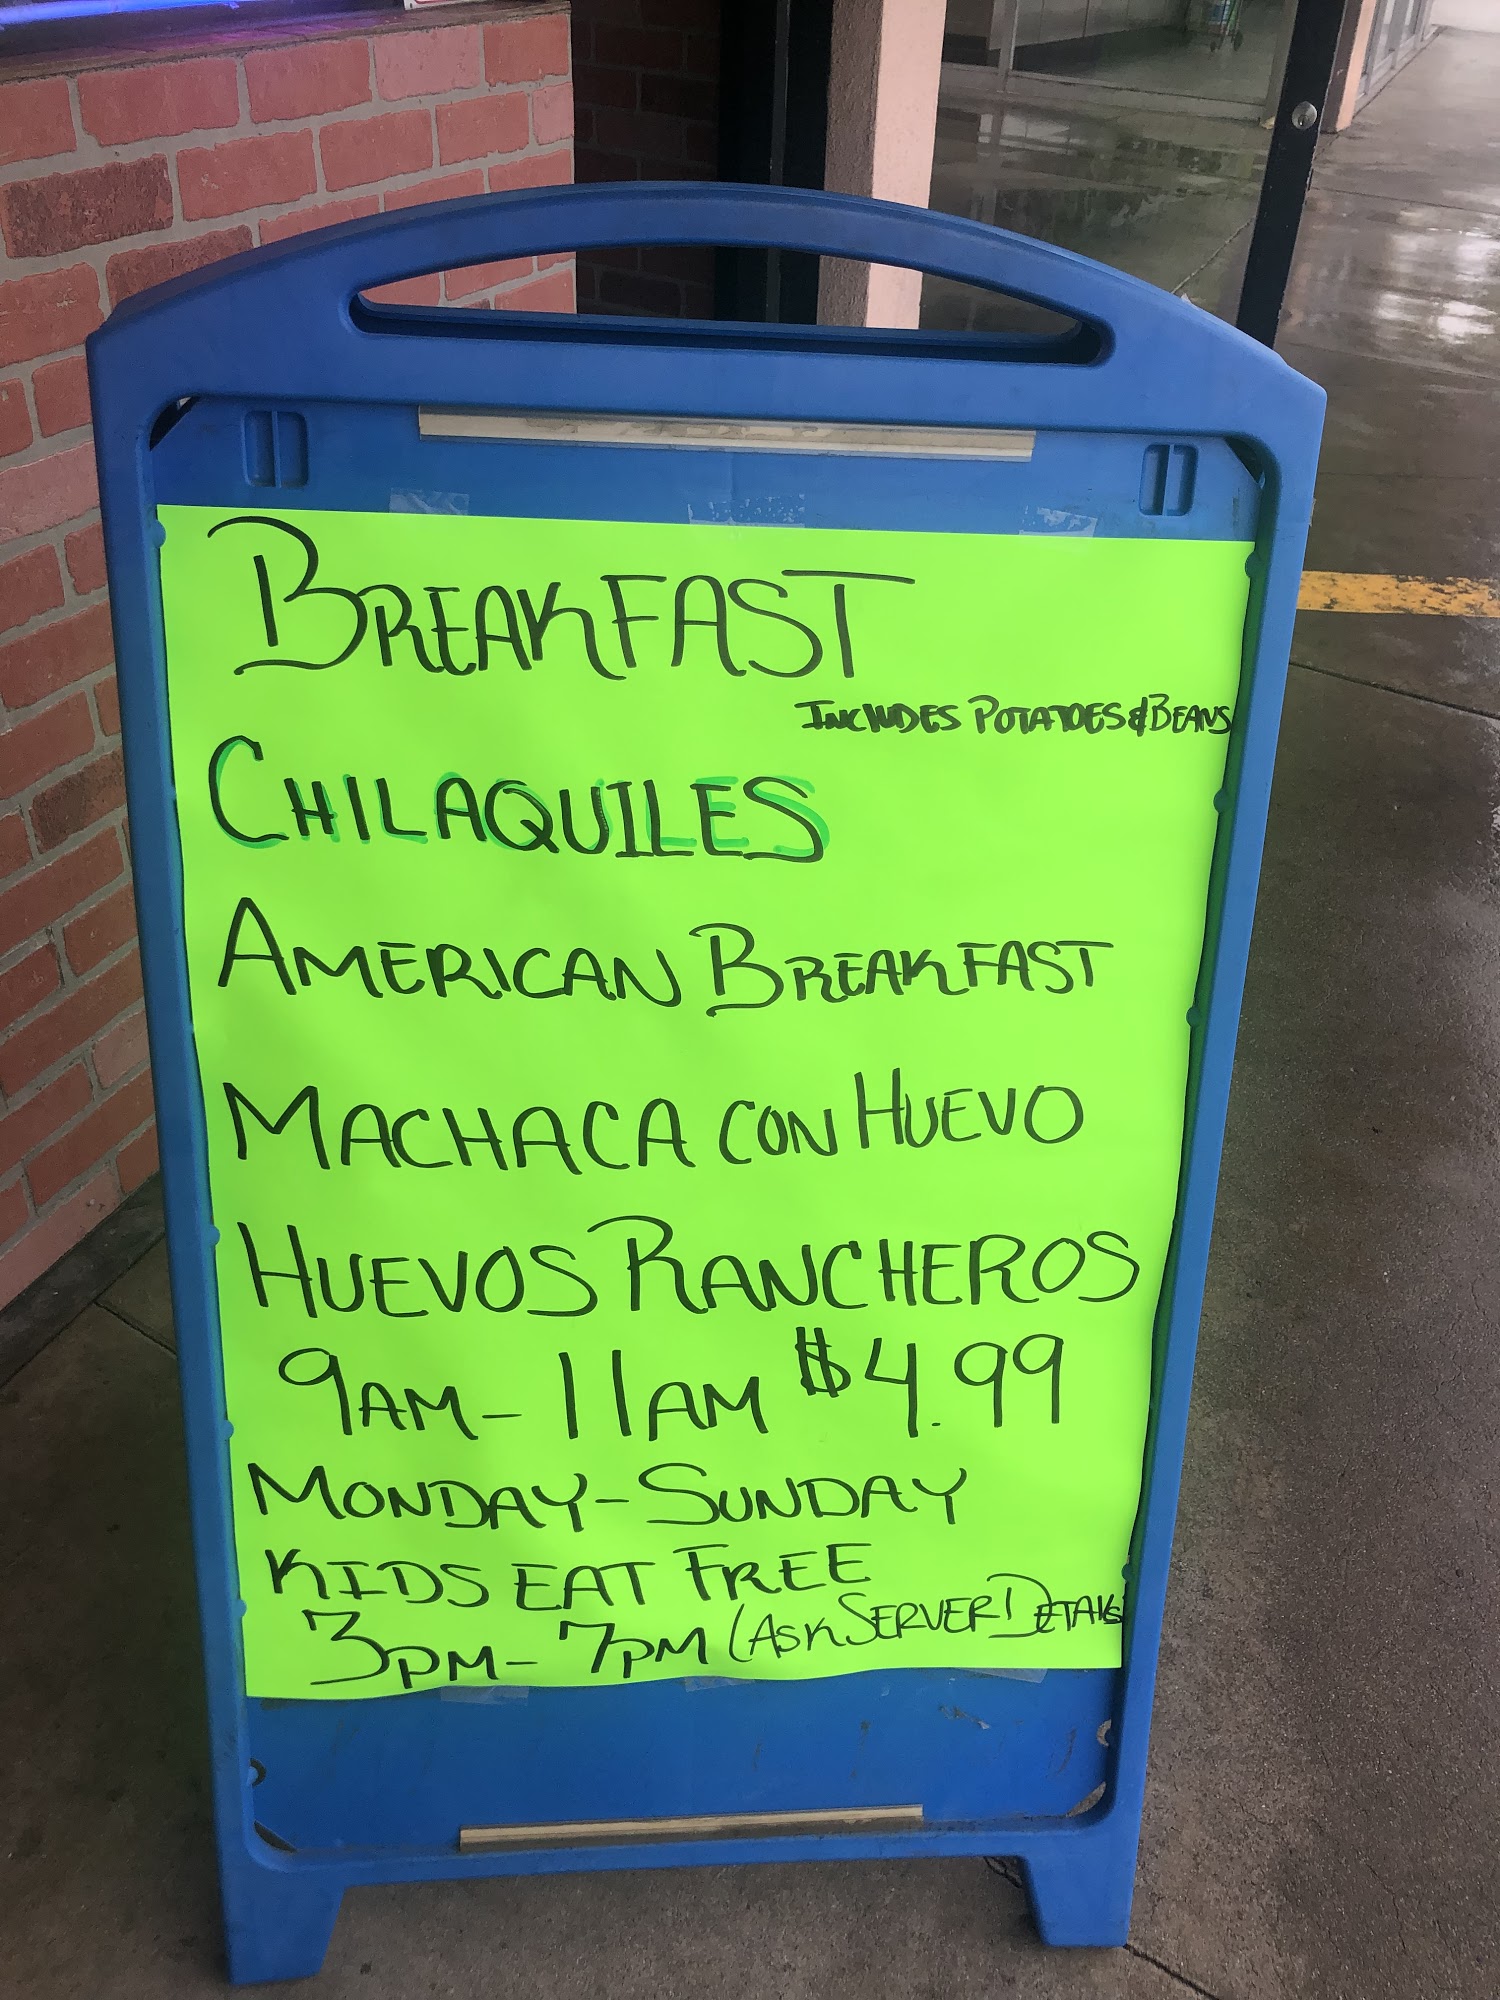 BREAKFAST
INCLUDES POTATOES & BEANS
CHILAQUILES
AMERICAN BREAKFAST
MACHACA CON HUEVO
HUEVOS RANCHEROS
9AM-11AM $4.99
MONDAY-SUNDAY
KIDS EAT FREE
3PM-7PM (ASK SERVER DETAILS)